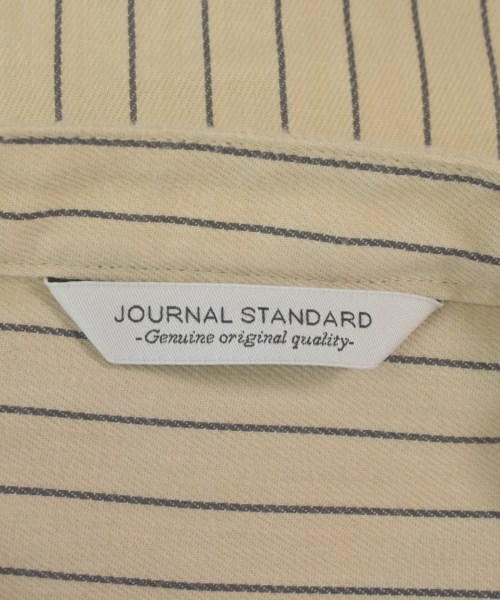 JOURNAL STANDARD
-Genuine original quality-